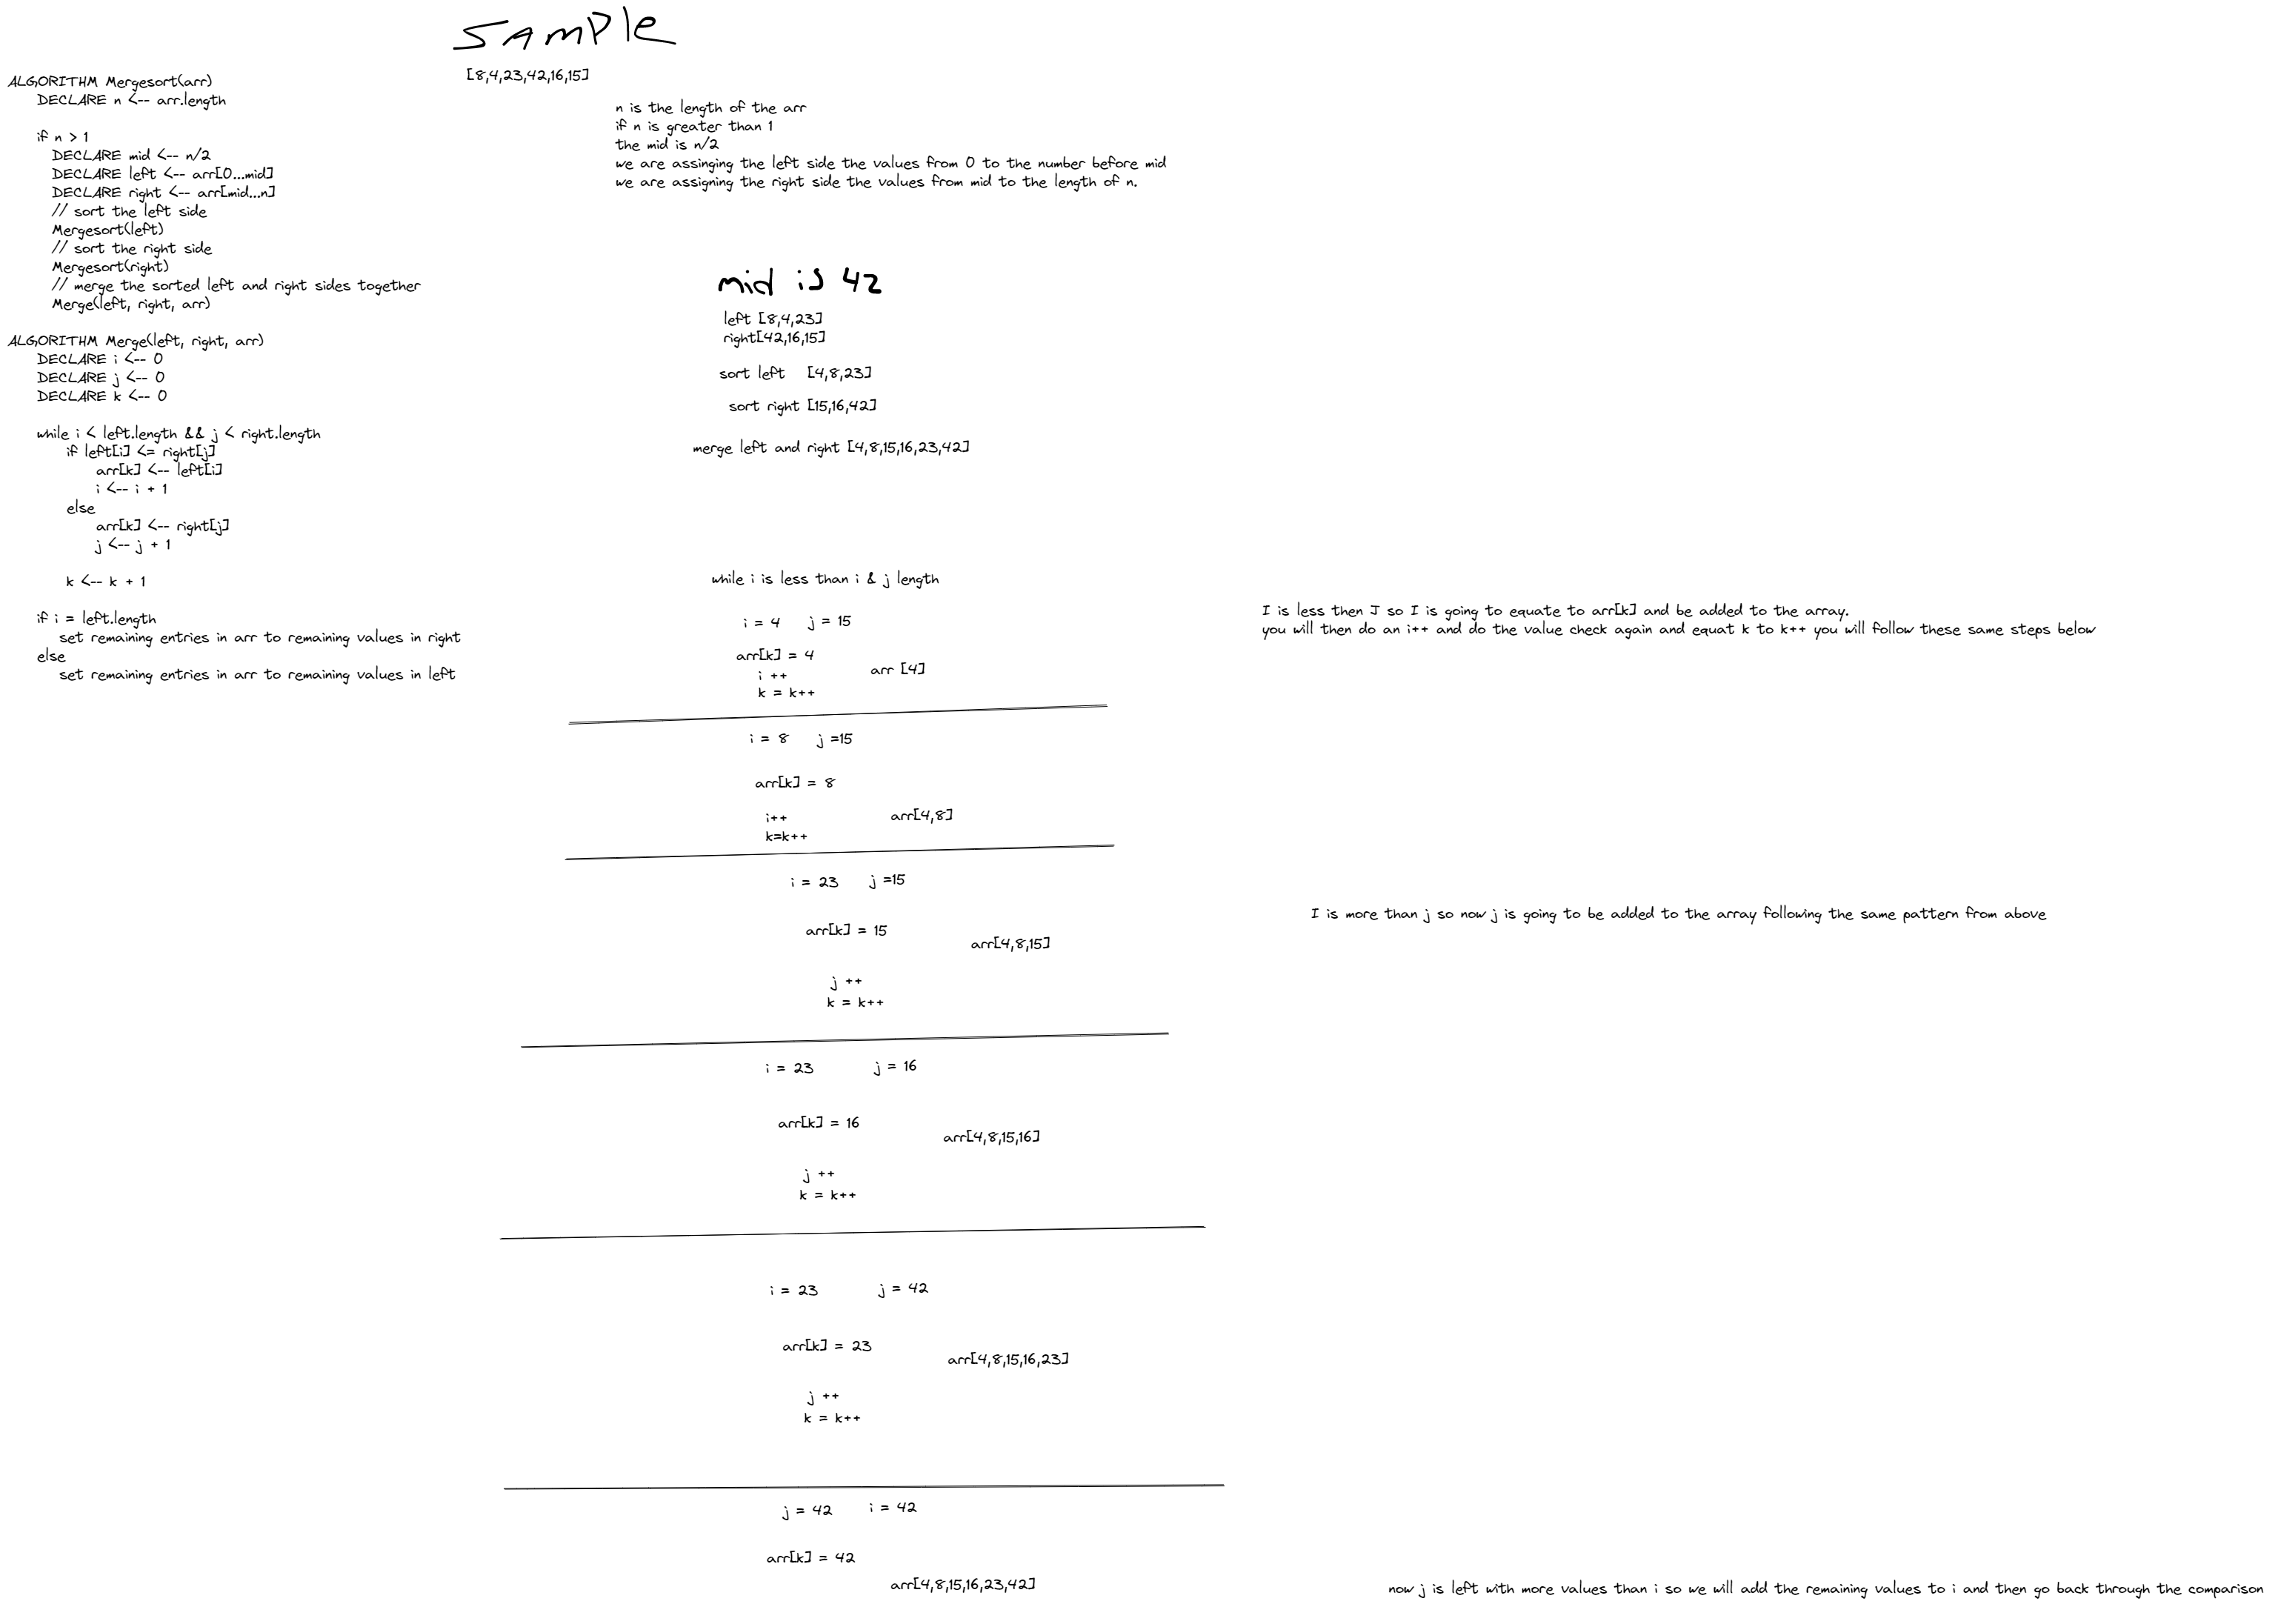 SAMPLE
[8,4,23,42,16,15]
ALGORITHM Mergesort(arr)
DECLARE n <-- arr.length
if n > 1
DECLARE mid <-- n/2
DECLARE left <-- arr[0...mid]
DECLARE right <-- arr[mid...n]
// sort the left side
Mergesort(left)
// sort the right side
Mergesort(right)
// merge the sorted left and right sides together
Merge(left, right, arr)
ALGORITHM Merge(left, right, arr)
DECLARE i <-- 0
DECLARE j <-- 0
DECLARE k <-- 0
while i < left.length && j < right.length
if left[i] <= right[j]
arr[k] <-- left[i]
i <-- i + 1
else
arr[k] <-- right[j]
j <-- j + 1
k <-- k + 1
if i = left.length
set remaining entries in arr to remaining values in right
else
set remaining entries in arr to remaining values in left
n is the length of the arr
if n is greater than 1
the mid is n/2
we are assinging the left side the values from 0 to the number before mid
we are assigning the right side the values from mid to the length of n.
mid is 42
left [8,4,23]
right[42,16,15]
sort left [4,8,23]
sort right [15,16,42]
merge left and right [4,8,15,16,23,42]
while i is less than i & j length
i = 4 j = 15
arr[k] = 4
i ++
arr [4]
k = k++
I is less then J so I is going to equate to arr[k] and be added to the array.
you will then do an i++ and do the value check again and equat k to k++ you will follow these same steps below
i = 8 j =15
arr[k] = 8
i++
arr[4,8]
k=k++
i = 23 j =15
arr[k] = 15
arr[4,8,15]
j ++
k = k++
I is more than j so now j is going to be added to the array following the same pattern from above
i = 23 j = 16
arr[k] = 16
arr[4,8,15,16]
j ++
k = k++
i = 23 j = 42
arr[k] = 23
arr[4,8,15,16,23]
j ++
k = k++
j = 42 i = 42
arr[k] = 42
arr[4,8,15,16,23,42]
now j is left with more values than i so we will add the remaining values to i and then go back through the comparison